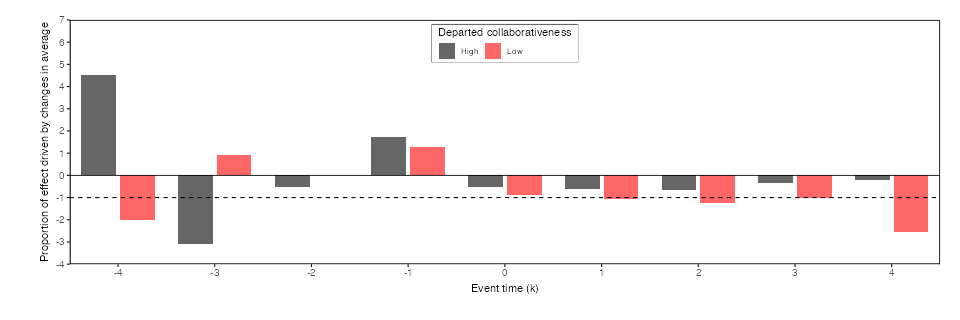 Proportion of effect driven by changes in average
7
6
5
4
3
2
1
0
-1
-2
-3
-4
Departed collaborativeness
High Low
-4 -3 -2 -1 0 1 2 3 4
Event time (k)